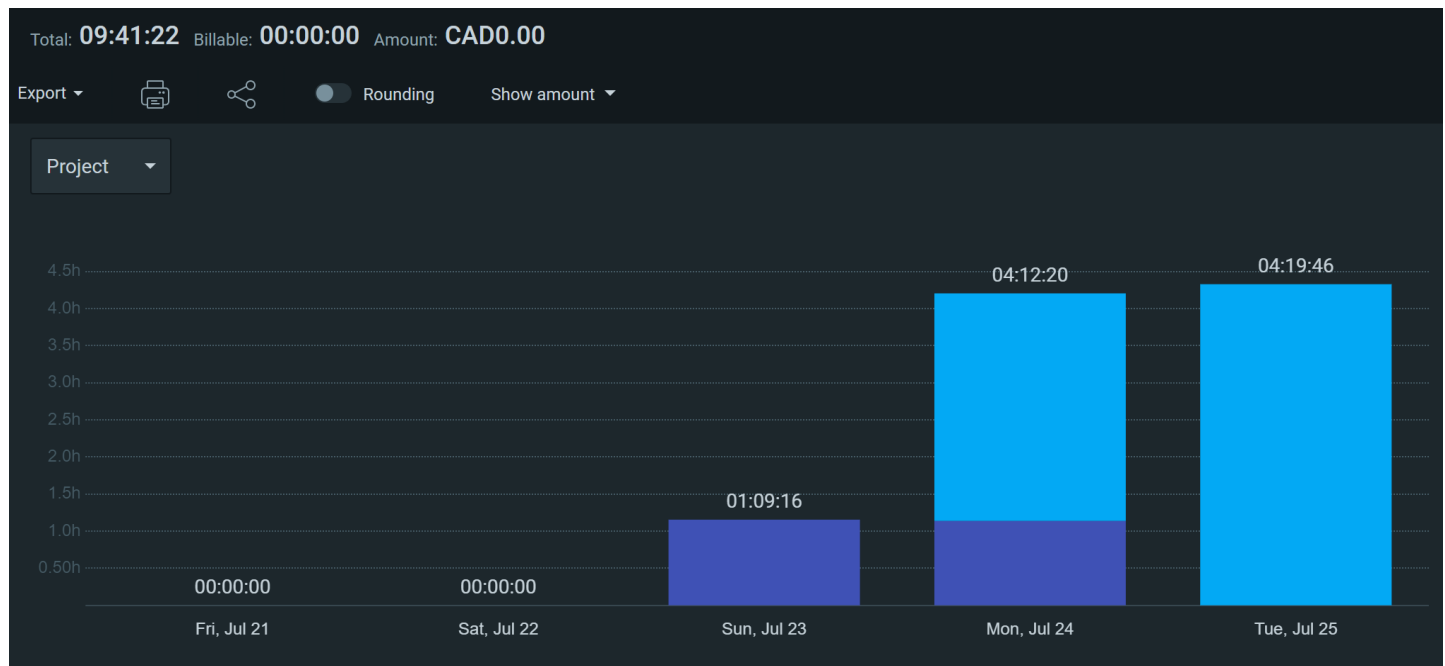 Total: 09:41:22 Billable: 00:00:00 Amount: CAD0.00
Export Rounding Show amount
Project
4.5h
4.0h
3.5h
3.0h
2.5h
2.0h
1.5h
1.0h
0.50h
00:00:00 00:00:00 01:09:16 04:12:20 04:19:46
Fri, Jul 21 Sat, Jul 22 Sun, Jul 23 Mon, Jul 24 Tue, Jul 25